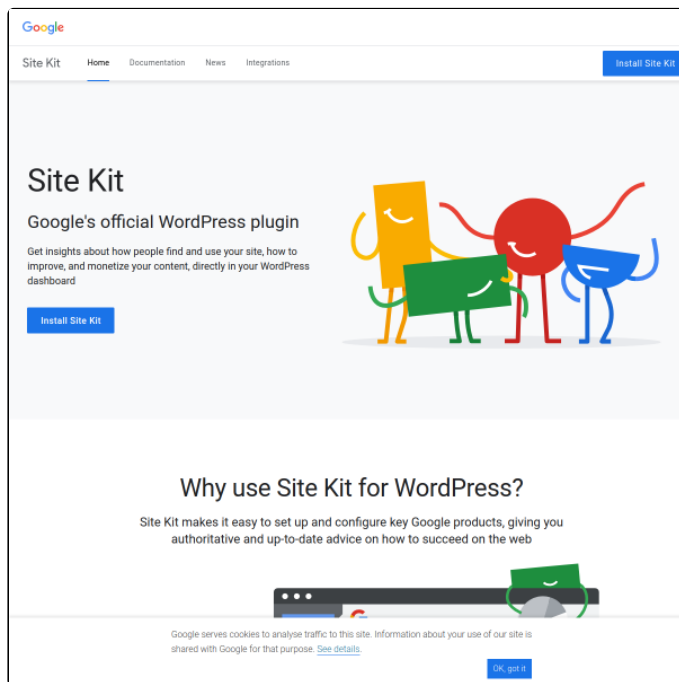 Google
Site Kit Home Documentation News Integrations Install Site Kit
Site Kit
Google's official WordPress plugin
Get insights about how people find and use your site, how to
improve, and monetize your content, directly in your WordPress
dashboard
Install Site Kit
Why use Site Kit for WordPress?
Site Kit makes it easy to set up and configure key Google products, giving you
authoritative and up-to-date advice on how to succeed on the web
Google serves cookies to analyse traffic to this site. Information about your use of our site is
shared with Google for that purpose. See details.
OK, got it